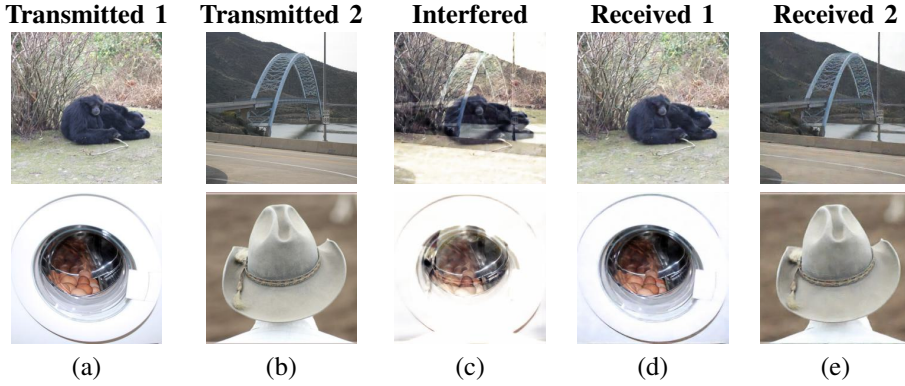 Transmitted 1 Transmitted 2 Interfered Received 1 Received 2
(a) (b) (c) (d) (e)